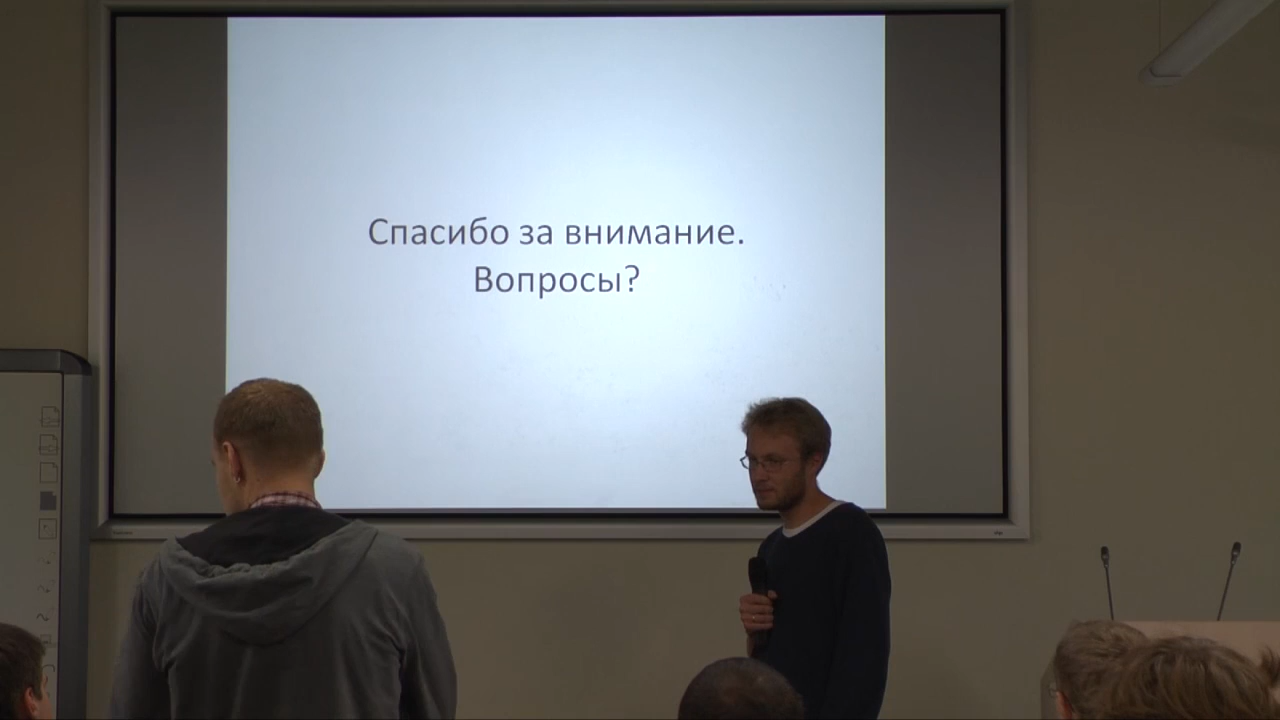 Спасибо за внимание.
Вопросы?